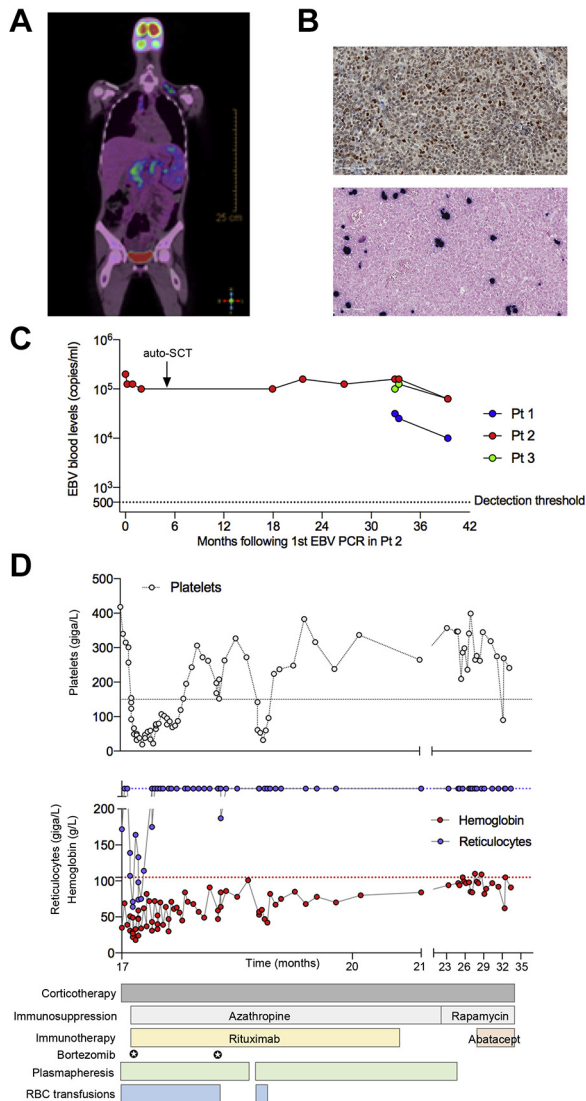 A
B
25 cm
C
EBV blood levels (copies/ml)
10⁶
10⁵
10⁴
10³
500
auto-SCT
Pt 1
Pt 2
Pt 3
Dectection threshold
0 6 12 18 24 30 36 42
Months following 1st EBV PCR in Pt 2
D
Platelets (giga/L)
500
400
300
200
100
0
Platelets
Reticulocytes (giga/L)
Hemoglobin (g/L)
200
150
100
50
0
Hemoglobin
Reticulocytes
17 20 21 23 26 29 32 35
Time (months)
Corticotherapy
Immunosuppression Azathropine Rapamycin
Immunotherapy Rituximab Abatacept
Bortezomib
Plasmapheresis
RBC transfusions